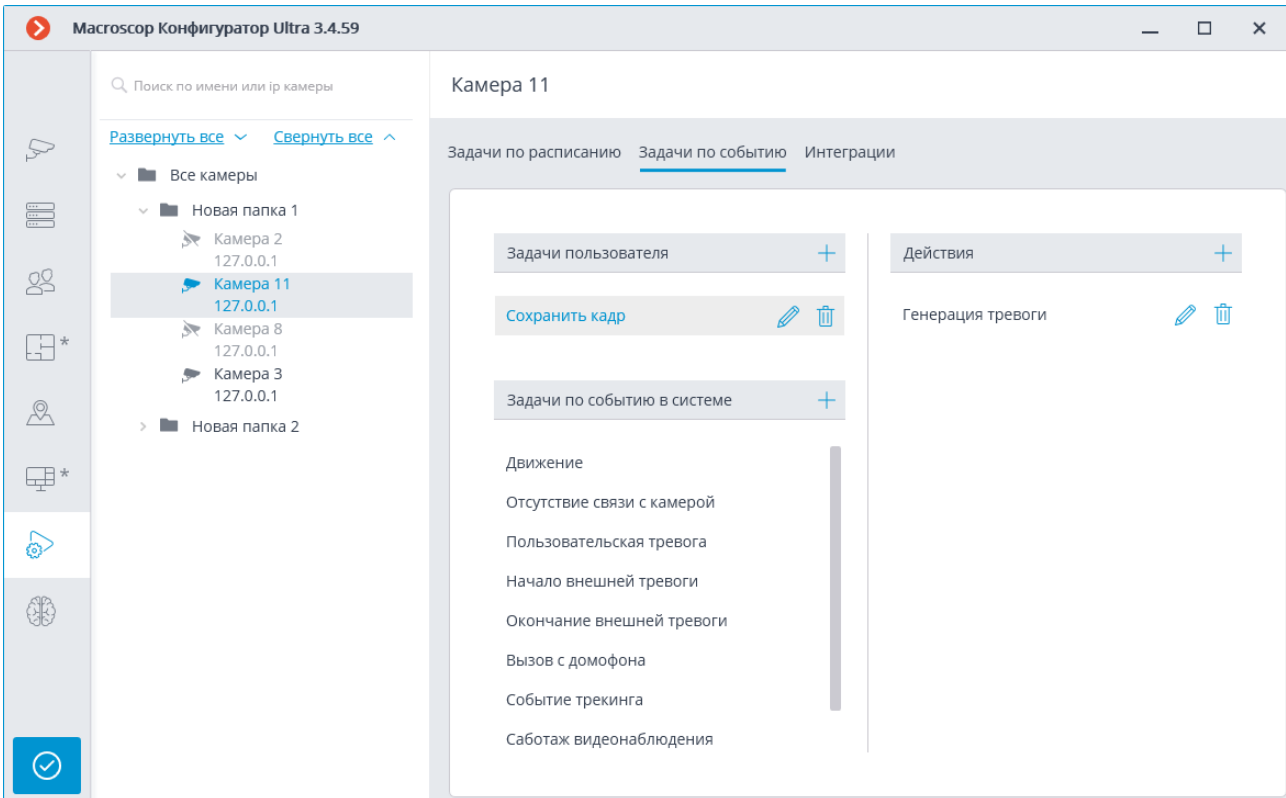 Macroscop Конфигуратор Ultra 3.4.59
Поиск по имени или ip камеры
Развернуть все Свернуть все
Все камеры
Новая папка 1
Камера 2
127.0.0.1
Камера 11
127.0.0.1
Камера 8
127.0.0.1
Камера 3
127.0.0.1
Новая папка 2
*
*
Камера 11
Задачи по расписанию Задачи по событию Интеграции
Задачи пользователя
Сохранить кадр
Задачи по событию в системе
Движение
Отсутствие связи с камерой
Пользовательская тревога
Начало внешней тревоги
Окончание внешней тревоги
Вызов с домофона
Событие трекинга
Саботаж видеонаблюдения
Действия
Генерация тревоги